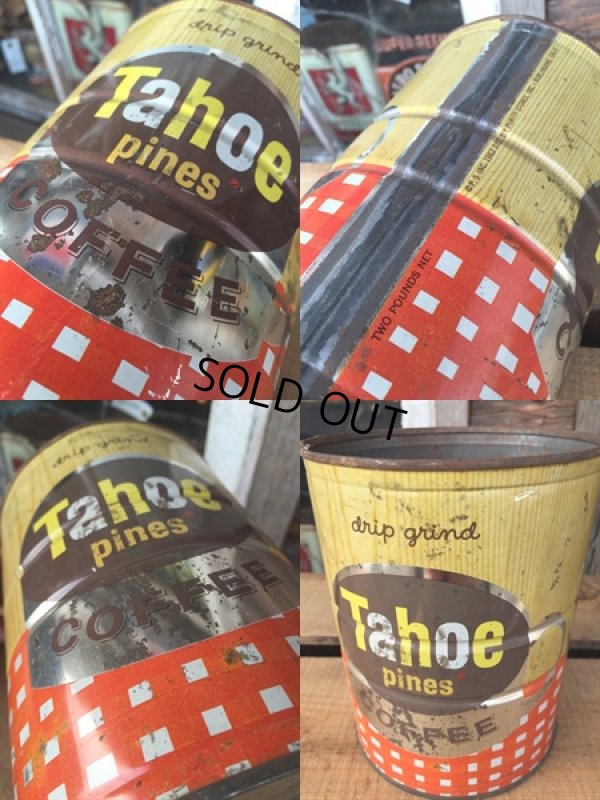 drip grind
Tahoe
pines ®
COFFEE
TWO POUNDS NET
SOLD OUT
drip grind
Tahoe
pines
COFFEE
drip grind
Tahoe
pines
COFFEE